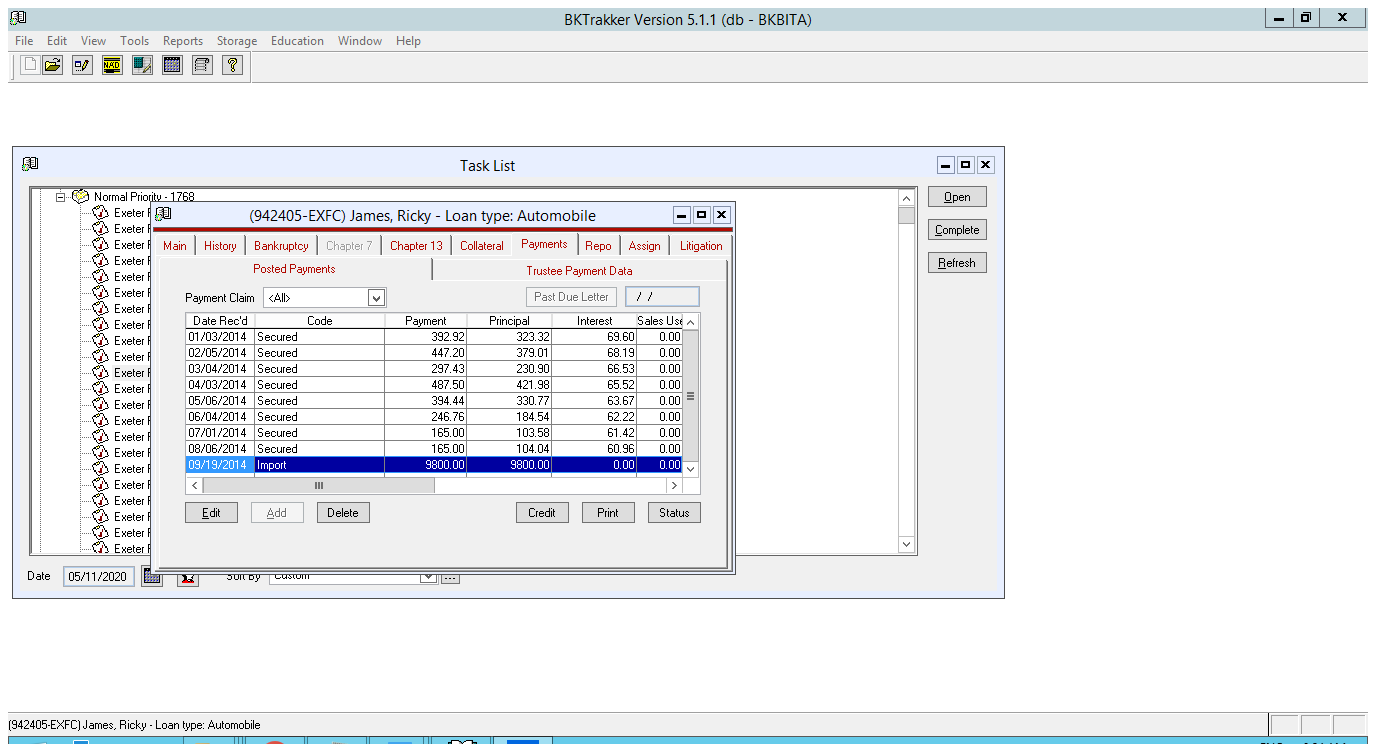 BKTrakker Version 5.1.1 (db - BKBITA)
File Edit View Tools Reports Storage Education Window Help
NAD
Task List
Normal Priority - 1768
Open
Exeter
(942405-EXFC) James, Ricky - Loan type: Automobile
Exeter
Complete
Exeter
Main History Bankruptcy Chapter 7 Chapter 13 Collateral Payments Repo Assign Litigation
Exeter
Refresh
Exeter
Posted Payments Trustee Payment Data
Exeter
Exeter
Payment Claim <All> Past Due Letter / /
Exeter
Date Rec'd Code Payment Principal Interest Sales Use
Exeter
01/03/2014 Secured 392.92 323.32 69.60 0.00
Exeter
02/05/2014 Secured 447.20 379.01 68.19 0.00
Exeter
03/04/2014 Secured 297.43 230.90 66.53 0.00
Exeter
04/03/2014 Secured 487.50 421.98 65.52 0.00
Exeter
05/06/2014 Secured 394.44 330.77 63.67 0.00
Exeter
06/04/2014 Secured 246.76 184.54 62.22 0.00
Exeter
07/01/2014 Secured 165.00 103.58 61.42 0.00
Exeter
08/06/2014 Secured 165.00 104.04 60.96 0.00
Exeter
09/19/2014 Import 9800.00 9800.00 0.00 0.00
Exeter
Exeter
Exeter
Edit Add Delete Credit Print Status
Exeter
Exeter
Exeter
Date 05/11/2020 Sort By Custom ...
(942405-EXFC) James, Ricky - Loan type: Automobile